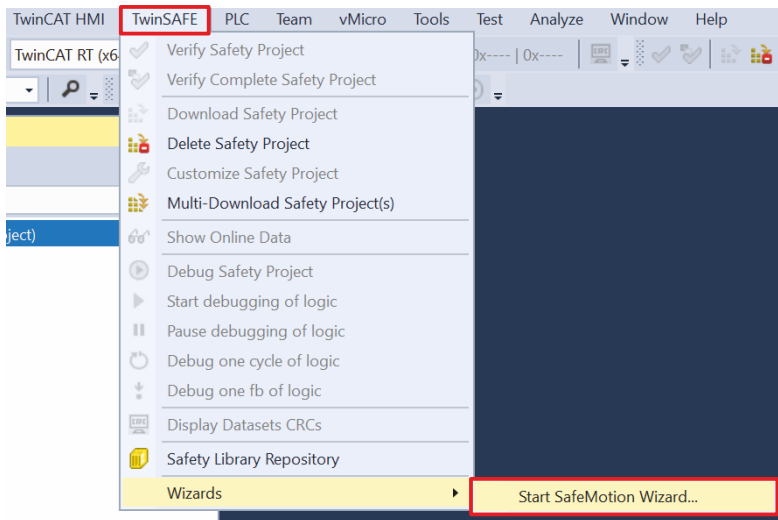 TwinCAT HMI TwinSAFE PLC Team vMicro Tools Test Analyze Window Help
TwinCAT RT (x6
Verify Safety Project
0x---- | 0x----
CRC
Verify Complete Safety Project
Download Safety Project
Delete Safety Project
Customize Safety Project
Multi-Download Safety Project(s)
ject)
Show Online Data
Debug Safety Project
Start debugging of logic
Pause debugging of logic
Debug one cycle of logic
Debug one fb of logic
CRC
Display Datasets CRCs
Safety Library Repository
Wizards
Start SafeMotion Wizard...